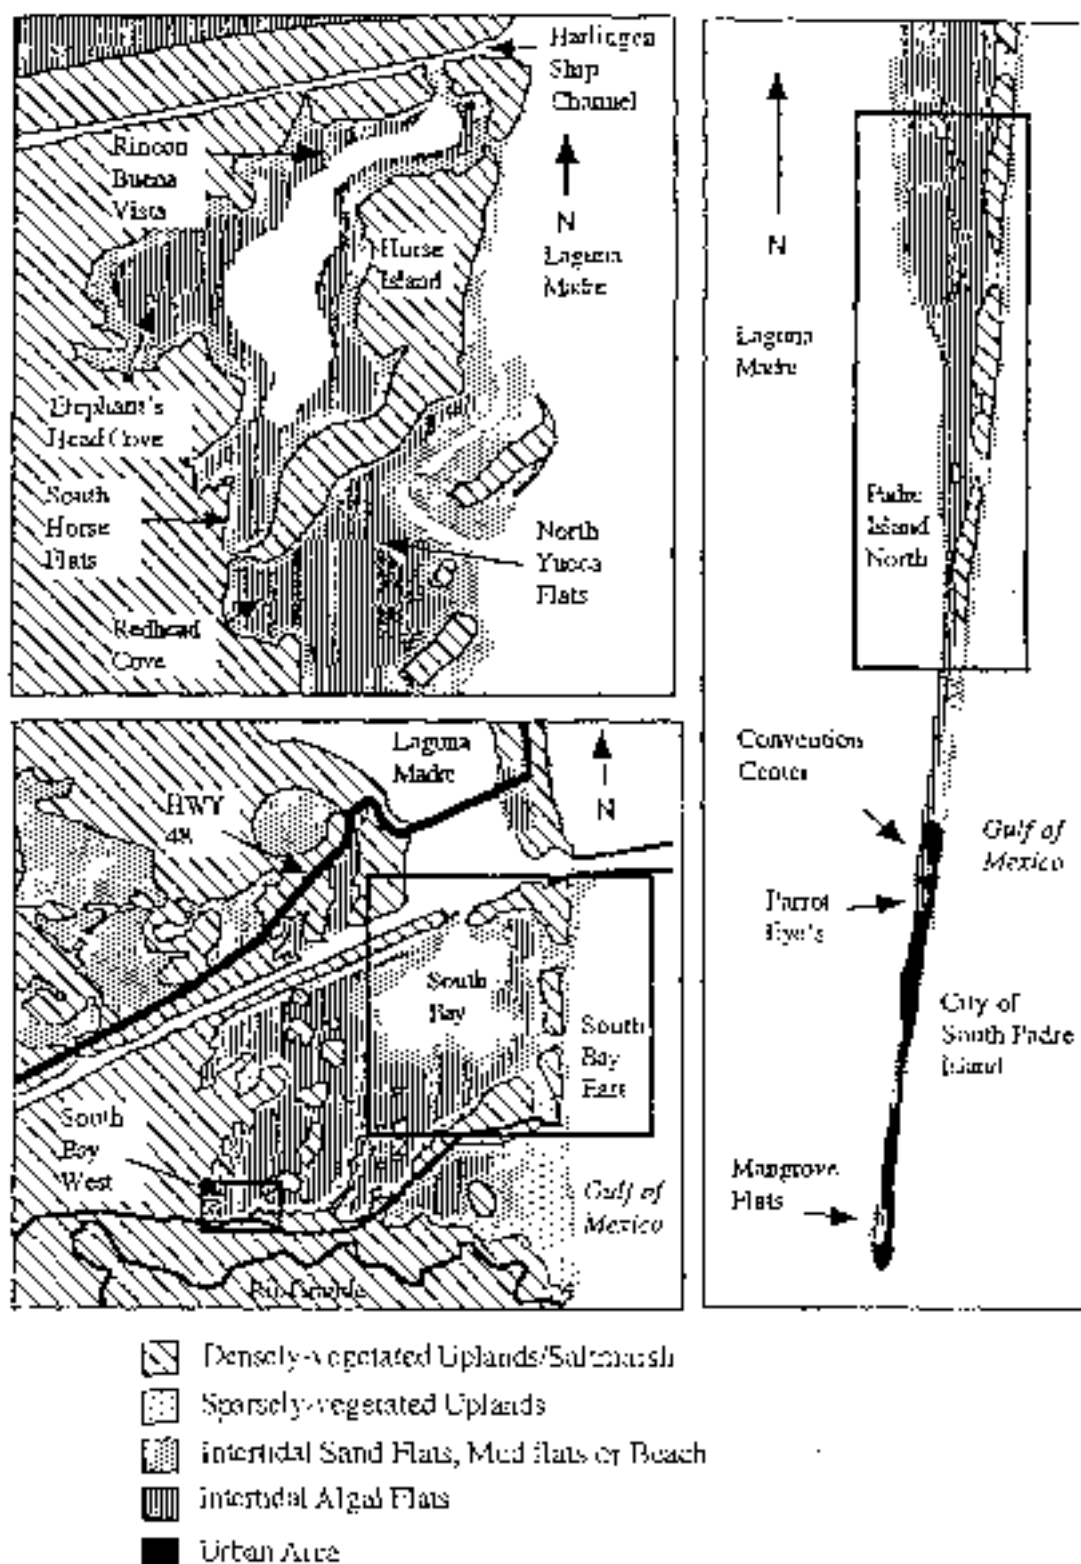 Harlingen
Ship
Channel
Rincon
Buena
Vista
N
Laguna
Madre
Horse
Island
Elephant's
Head Cove
South
Horse
Flats
North
Yucca
Flats
Redhead
Cove
N
Laguna
Madre
Padre
Island
North
Convention
Center
Gulf of
Mexico
Parrot
Eye's
City of
South Padre
Island
Mangrove
Flats
Laguna
Madre
HWY
48
N
South
Bay
South
Bay
East
South
Bay
West
Gulf of
Mexico
Rio Grande
Densely-vegetated Uplands/Saltmarsh
Sparsely-vegetated Uplands
Intertidal Sand Flats, Mud flats or Beach
Intertidal Algal Flats
Urban Area